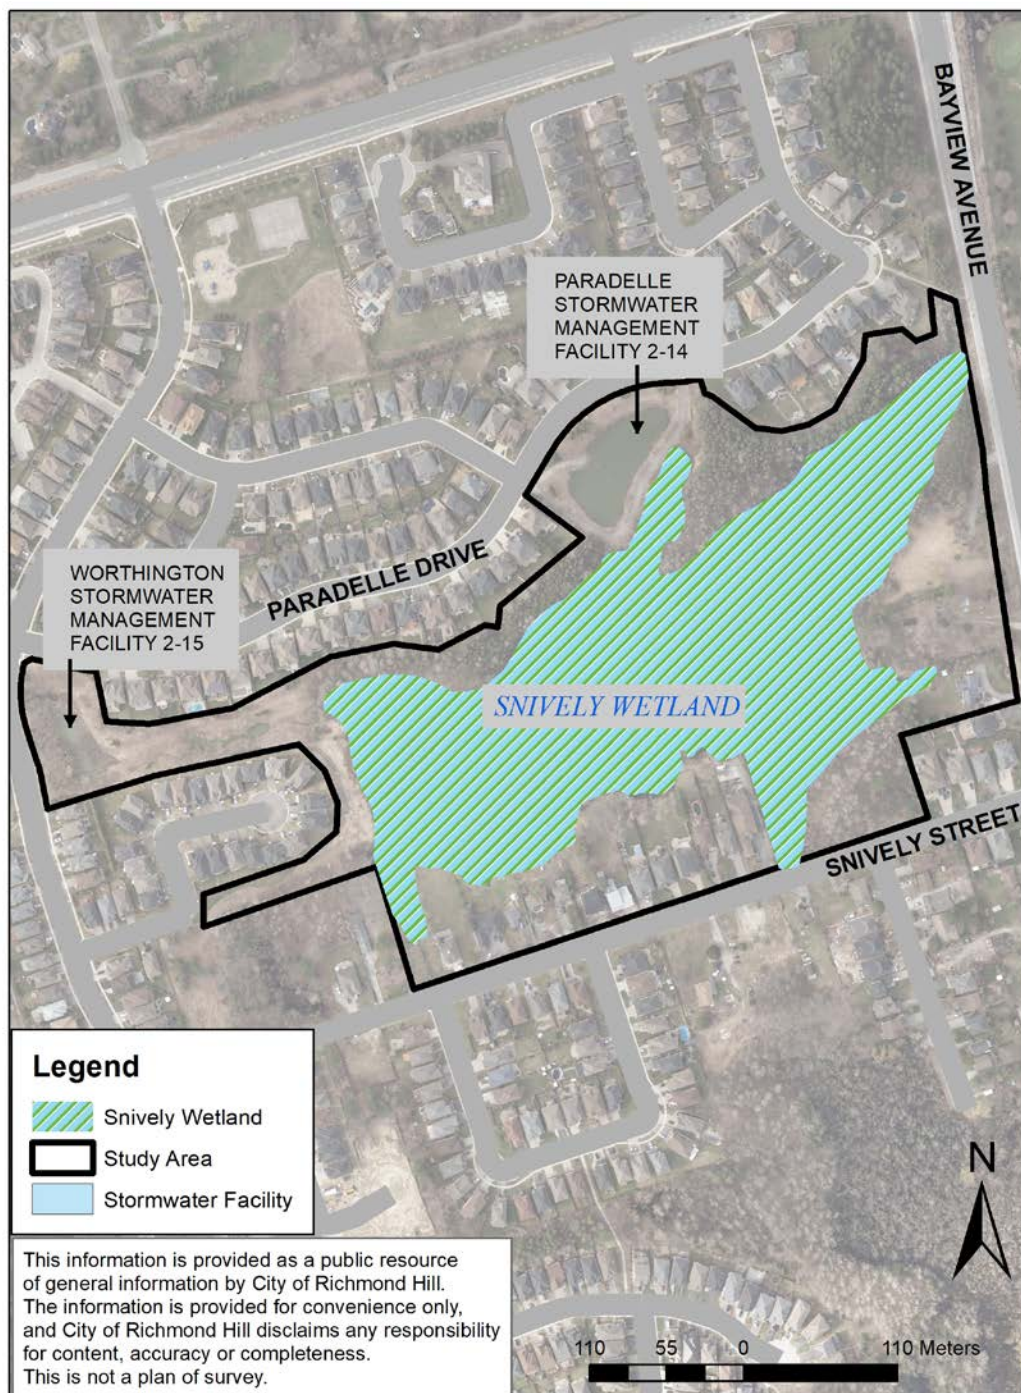 BAYVIEW AVENUE
PARADELLE
STORMWATER
MANAGEMENT
FACILITY 2-14
PARADELLE DRIVE
WORTHINGTON
STORMWATER
MANAGEMENT
FACILITY 2-15
SNIVELY WETLAND
SNIVELY STREET
Legend
Snively Wetland
Study Area
Stormwater Facility
N
This information is provided as a public resource
of general information by City of Richmond Hill.
The information is provided for convenience only,
and City of Richmond Hill disclaims any responsibility
for content, accuracy or completeness.
This is not a plan of survey.
110 55 0 110 Meters